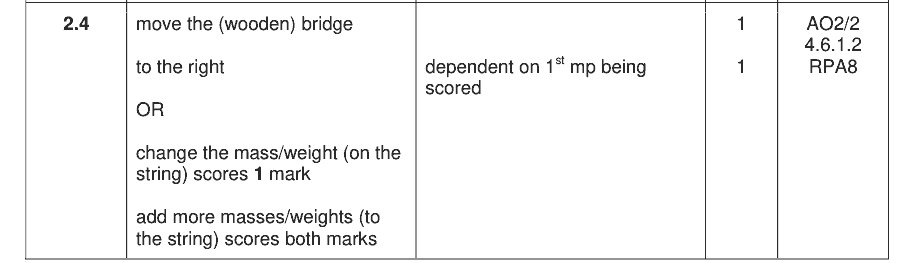 2.4 move the (wooden) bridge 1 AO2/2
4.6.1.2
to the right dependent on 1st mp being 1 RPA8
scored
OR
change the mass/weight (on the
string) scores 1 mark
add more masses/weights (to
the string) scores both marks